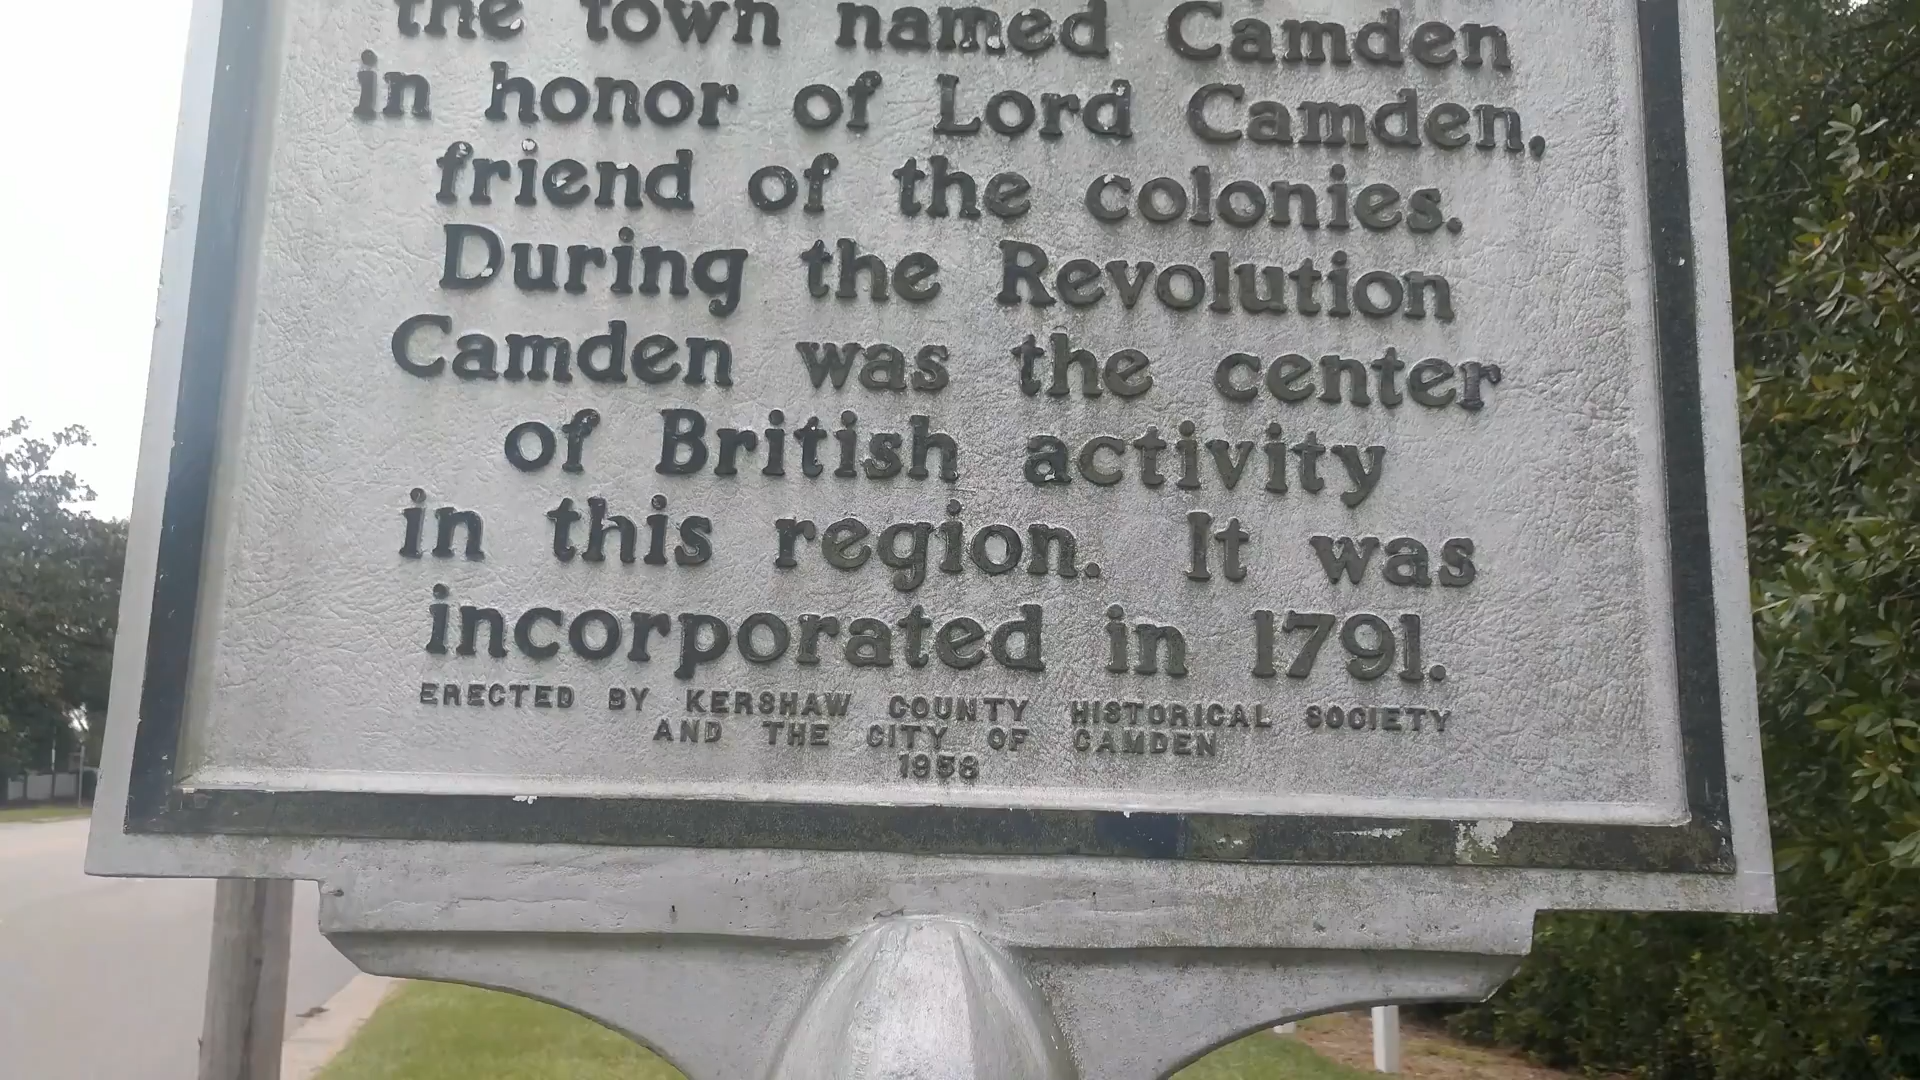 the town named Camden
in honor of Lord Camden,
friend of the colonies.
During the Revolution
Camden was the center
of British activity
in this region. It was
incorporated in 1791.
ERECTED BY KERSHAW COUNTY HISTORICAL SOCIETY
AND THE CITY OF CAMDEN
1958